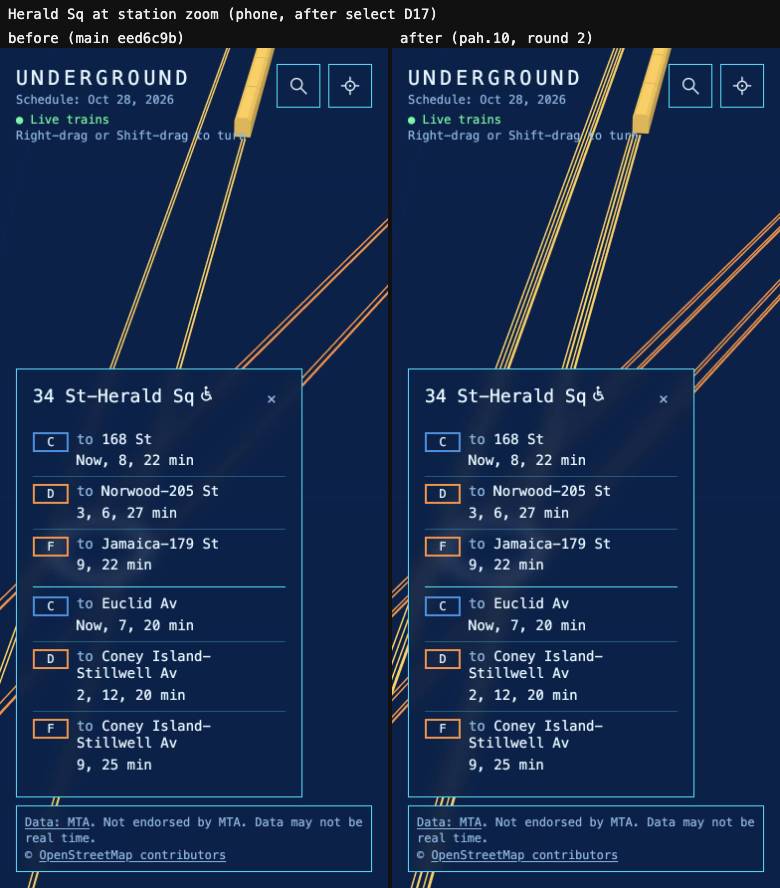 Herald Sq at station zoom (phone, after select D17)
before (main eed6c9b)
UNDERGROUND
Schedule: Oct 28, 2026
Live trains
Right-drag or Shift-drag to turn
34 St–Herald Sq
×
C to 168 St
Now, 8, 22 min
D to Norwood-205 St
3, 6, 27 min
F to Jamaica-179 St
9, 22 min
C to Euclid Av
Now, 7, 20 min
D to Coney Island-
Stillwell Av
2, 12, 20 min
F to Coney Island-
Stillwell Av
9, 25 min
Data: MTA. Not endorsed by MTA. Data may not be
real time.
© OpenStreetMap contributors
after (pah.10, round 2)
UNDERGROUND
Schedule: Oct 28, 2026
Live trains
Right-drag or Shift-drag to turn
34 St–Herald Sq
×
C to 168 St
Now, 8, 22 min
D to Norwood-205 St
3, 6, 27 min
F to Jamaica-179 St
9, 22 min
C to Euclid Av
Now, 7, 20 min
D to Coney Island-
Stillwell Av
2, 12, 20 min
F to Coney Island-
Stillwell Av
9, 25 min
Data: MTA. Not endorsed by MTA. Data may not be
real time.
© OpenStreetMap contributors